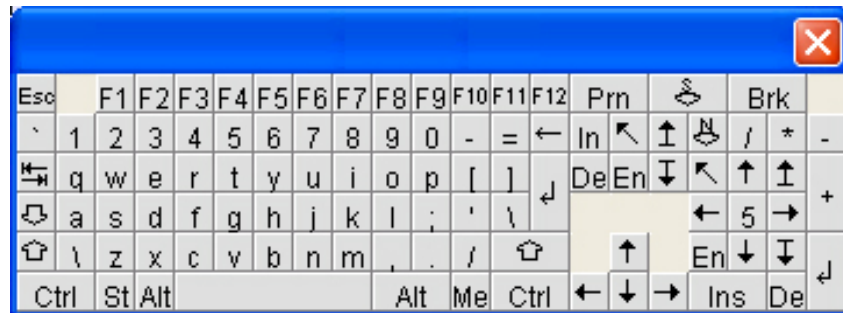 Esc F1 F2 F3 F4 F5 F6 F7 F8 F9 F10 F11 F12 Prn S Brk
` 1 2 3 4 5 6 7 8 9 0 - = ← In ↖ ↥ N / * -
↹ q w e r t y u i o p [ ] ↲ De En ↧ ↖ ↑ ↥ +
⇩ a s d f g h j k l ; ' \ ← 5 →
⇧ \ z x c v b n m , . / ⇧ ↑ En ↓ ↧ ↲
Ctrl St Alt Alt Me Ctrl ← ↓ → Ins De